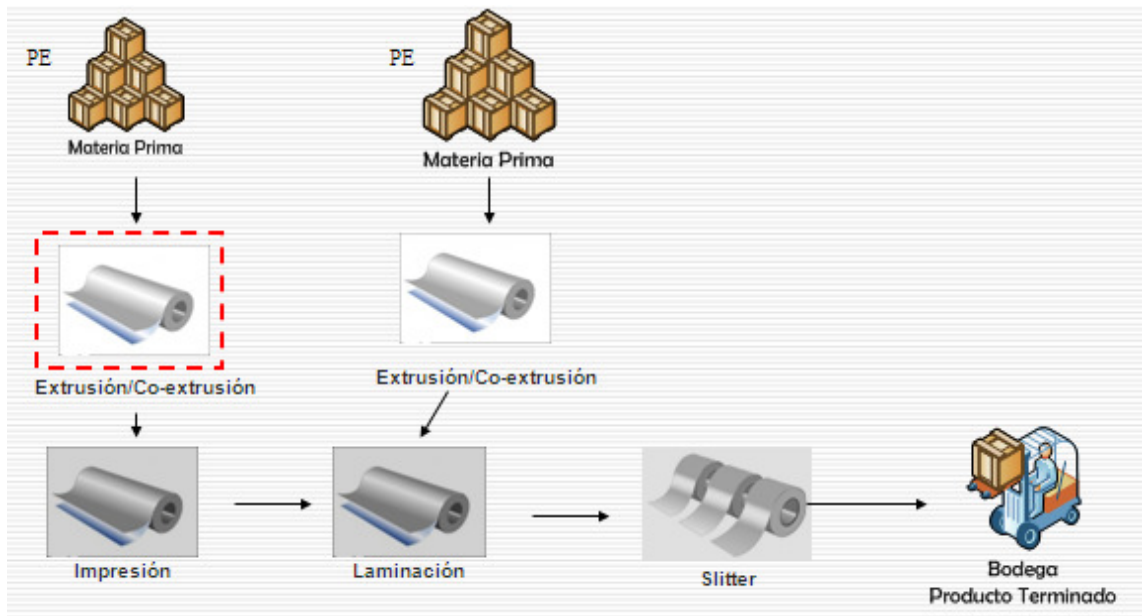 PE
PE
Materia Prima
Materia Prima
Extrusión/Co-extrusión
Extrusión/Co-extrusión
Impresión
Laminación
Slitter
Bodega
Producto Terminado